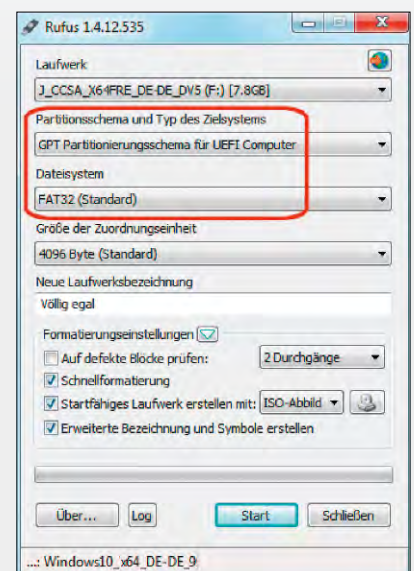 Rufus 1.4.12.535
Laufwerk
J_CCSA_X64FRE_DE-DE_DV5 (F:) [7.8GB]
Partitionsschema und Typ des Zielsystems
GPT Partitionierungsschema für UEFI Computer
Dateisystem
FAT32 (Standard)
Größe der Zuordnungseinheit
4096 Byte (Standard)
Neue Laufwerksbezeichnung
Völlig egal
Formatierungseinstellungen
Auf defekte Blöcke prüfen: 2 Durchgänge
Schnellformatierung
Startfähiges Laufwerk erstellen mit: ISO-Abbild
Erweiterte Bezeichnung und Symbole erstellen
Über... Log Start Schließen
...: Windows10_x64_DE-DE_9